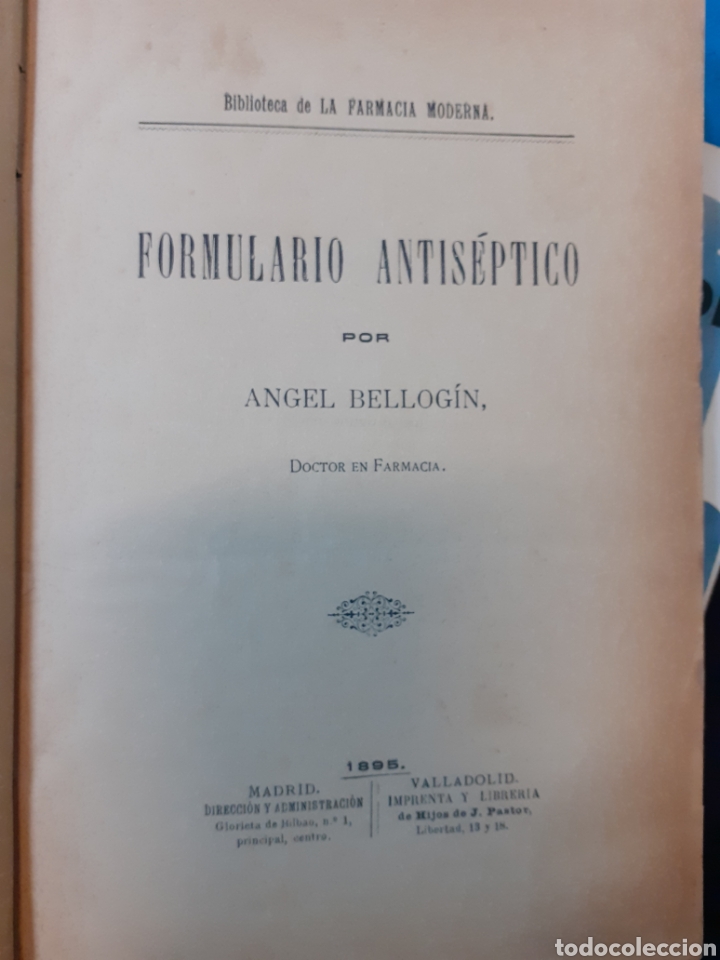 Biblioteca de LA FARMACIA MODERNA.
FORMULARIO ANTISÉPTICO
POR
ANGEL BELLOGÍN,
DOCTOR EN FARMACIA.
1895.
MADRID.
DIRECCIÓN Y ADMINISTRACIÓN
Glorieta de Bilbao, n.º 1,
principal, centro.
VALLADOLID.
IMPRENTA Y LIBRERÍA
de Hijos de J. Pastor,
Libertad, 13 y 18.
todocoleccion